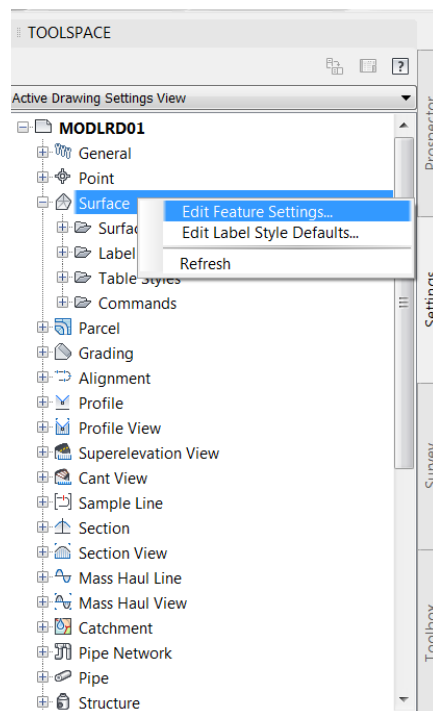 TOOLSPACE
?
Active Drawing Settings View
MODLRD01
General
Point
Surface
Edit Feature Settings...
Surfac
Edit Label Style Defaults...
Label
Refresh
Table Styles
Commands
Parcel
Grading
Alignment
Profile
Profile View
Superelevation View
Cant View
Sample Line
Section
Section View
Mass Haul Line
Mass Haul View
Catchment
Pipe Network
Pipe
Structure
Prospector
Settings
Survey
Toolbox